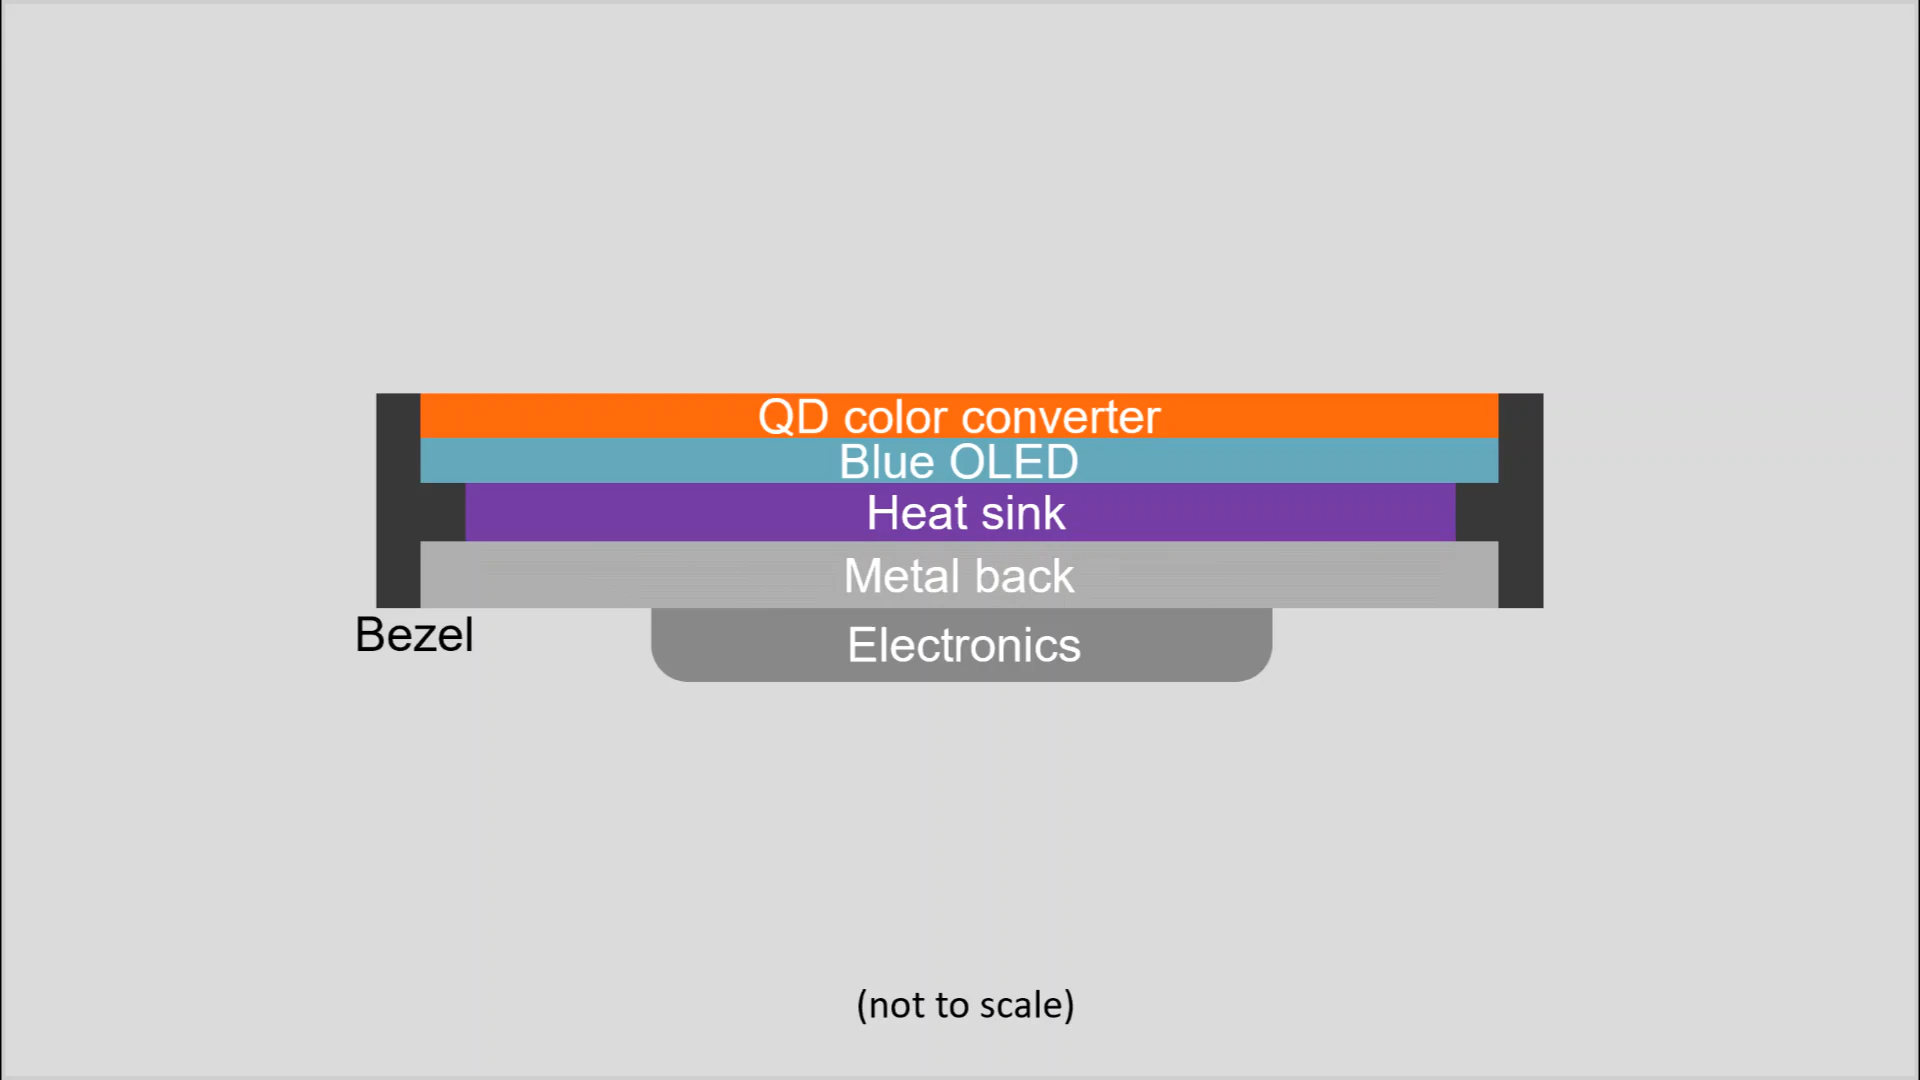 QD color converter
Blue OLED
Heat sink
Metal back
Bezel
Electronics
(not to scale)